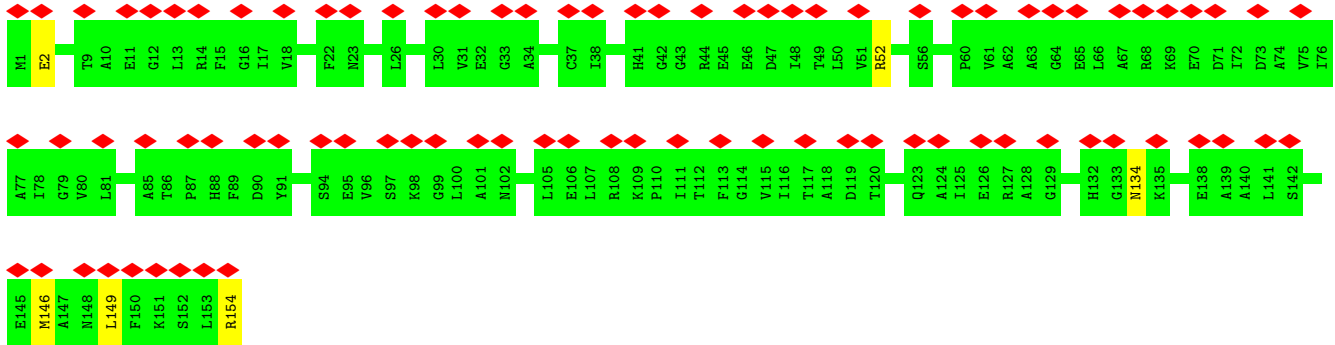 M1 E2 T9 A10 E11 G12 L13 R14 F15 G16 I17 V18 F22 N23 L26 L30 V31 E32 G33 A34 C37 I38 H41 G42 G43 R44 E45 E46 D47 I48 T49 L50 V51 R52 S56 P60 V61 A62 A63 G64 E65 L66 A67 R68 K69 E70 D71 I72 D73 A74 V75 I76
A77 I78 G79 V80 L81 A85 T86 P87 H88 F89 D90 Y91 S94 E95 V96 S97 K98 G99 L100 A101 N102 L105 E106 L107 R108 K109 P110 I111 T112 F113 G114 V115 I116 T117 A118 D119 T120 Q123 A124 I125 E126 R127 A128 G129 H132 G133 N134 K135 E138 A139 A140 L141 S142
E145 M146 A147 N148 L149 F150 K151 S152 L153 R154